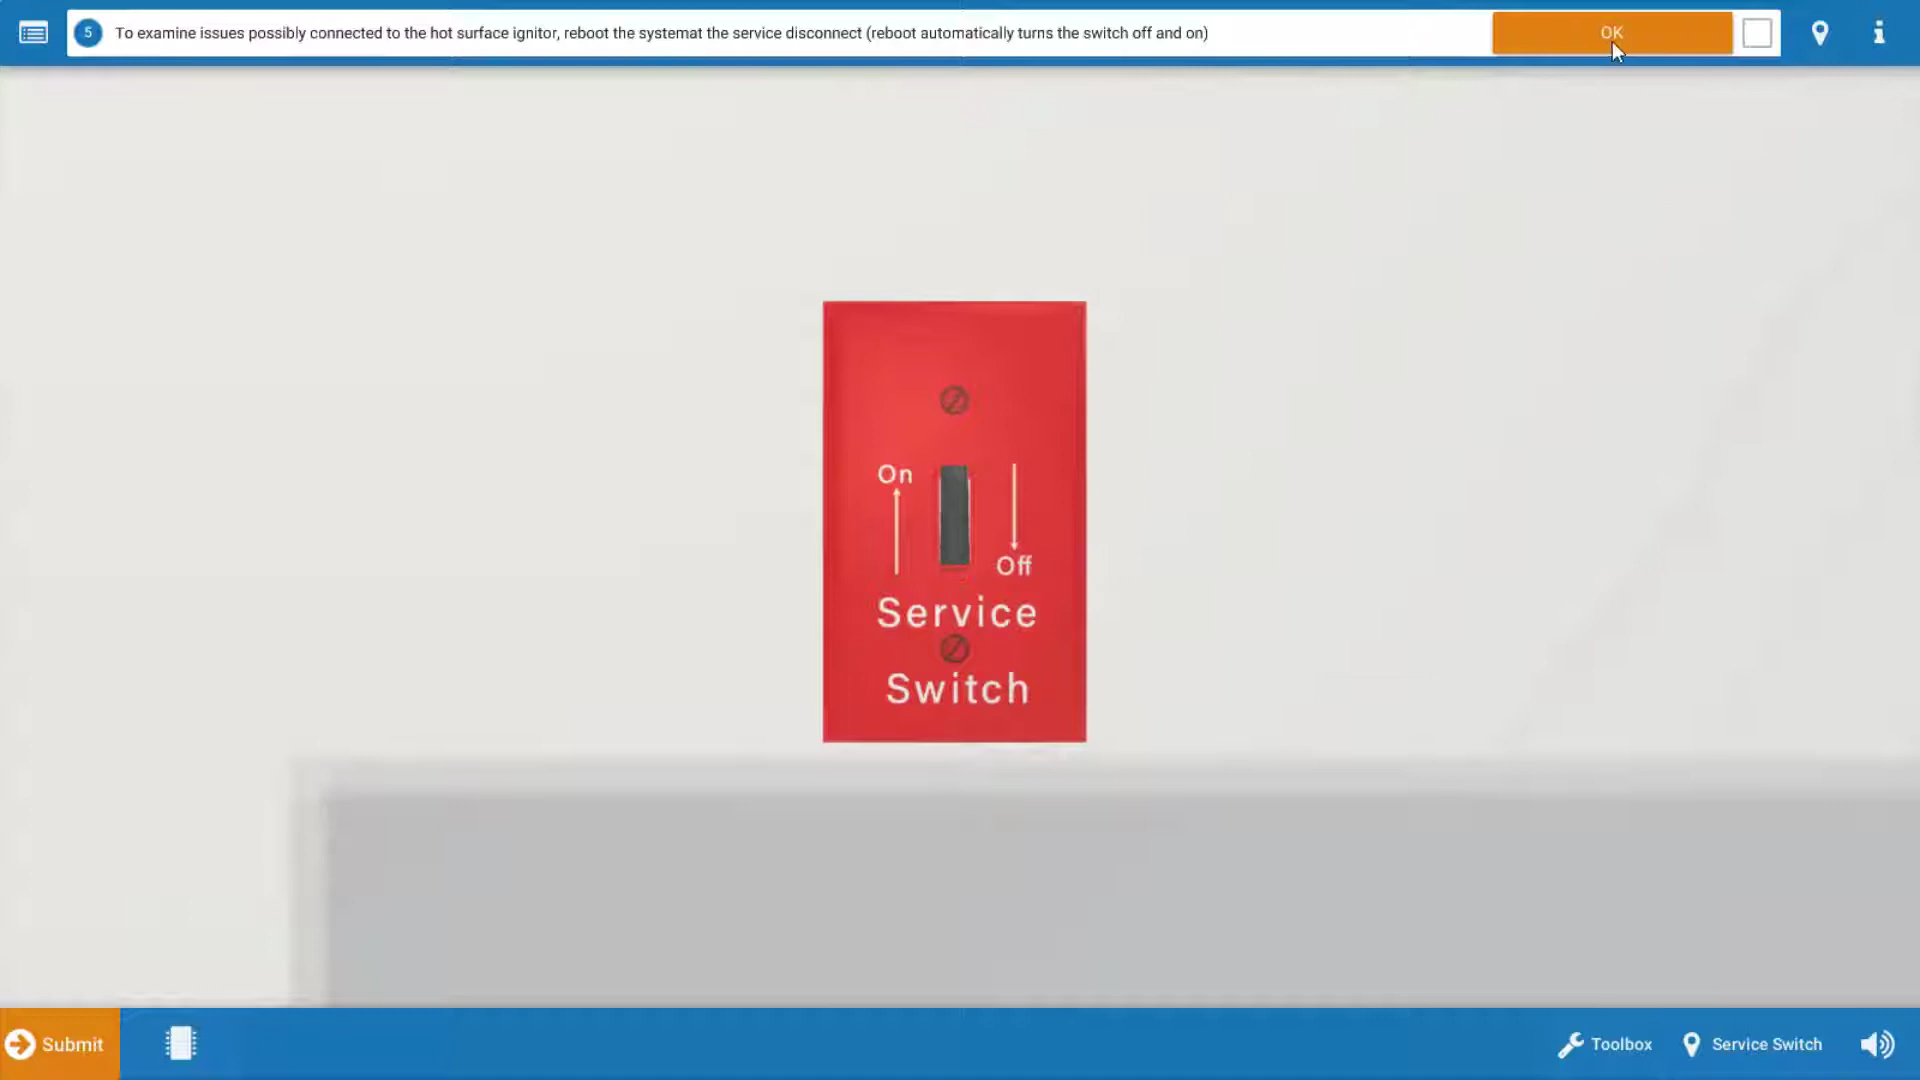 5
To examine issues possibly connected to the hot surface ignitor, reboot the systemat the service disconnect (reboot automatically turns the switch off and on)
OK
On
Off
Service
Switch
Submit
Toolbox
Service Switch